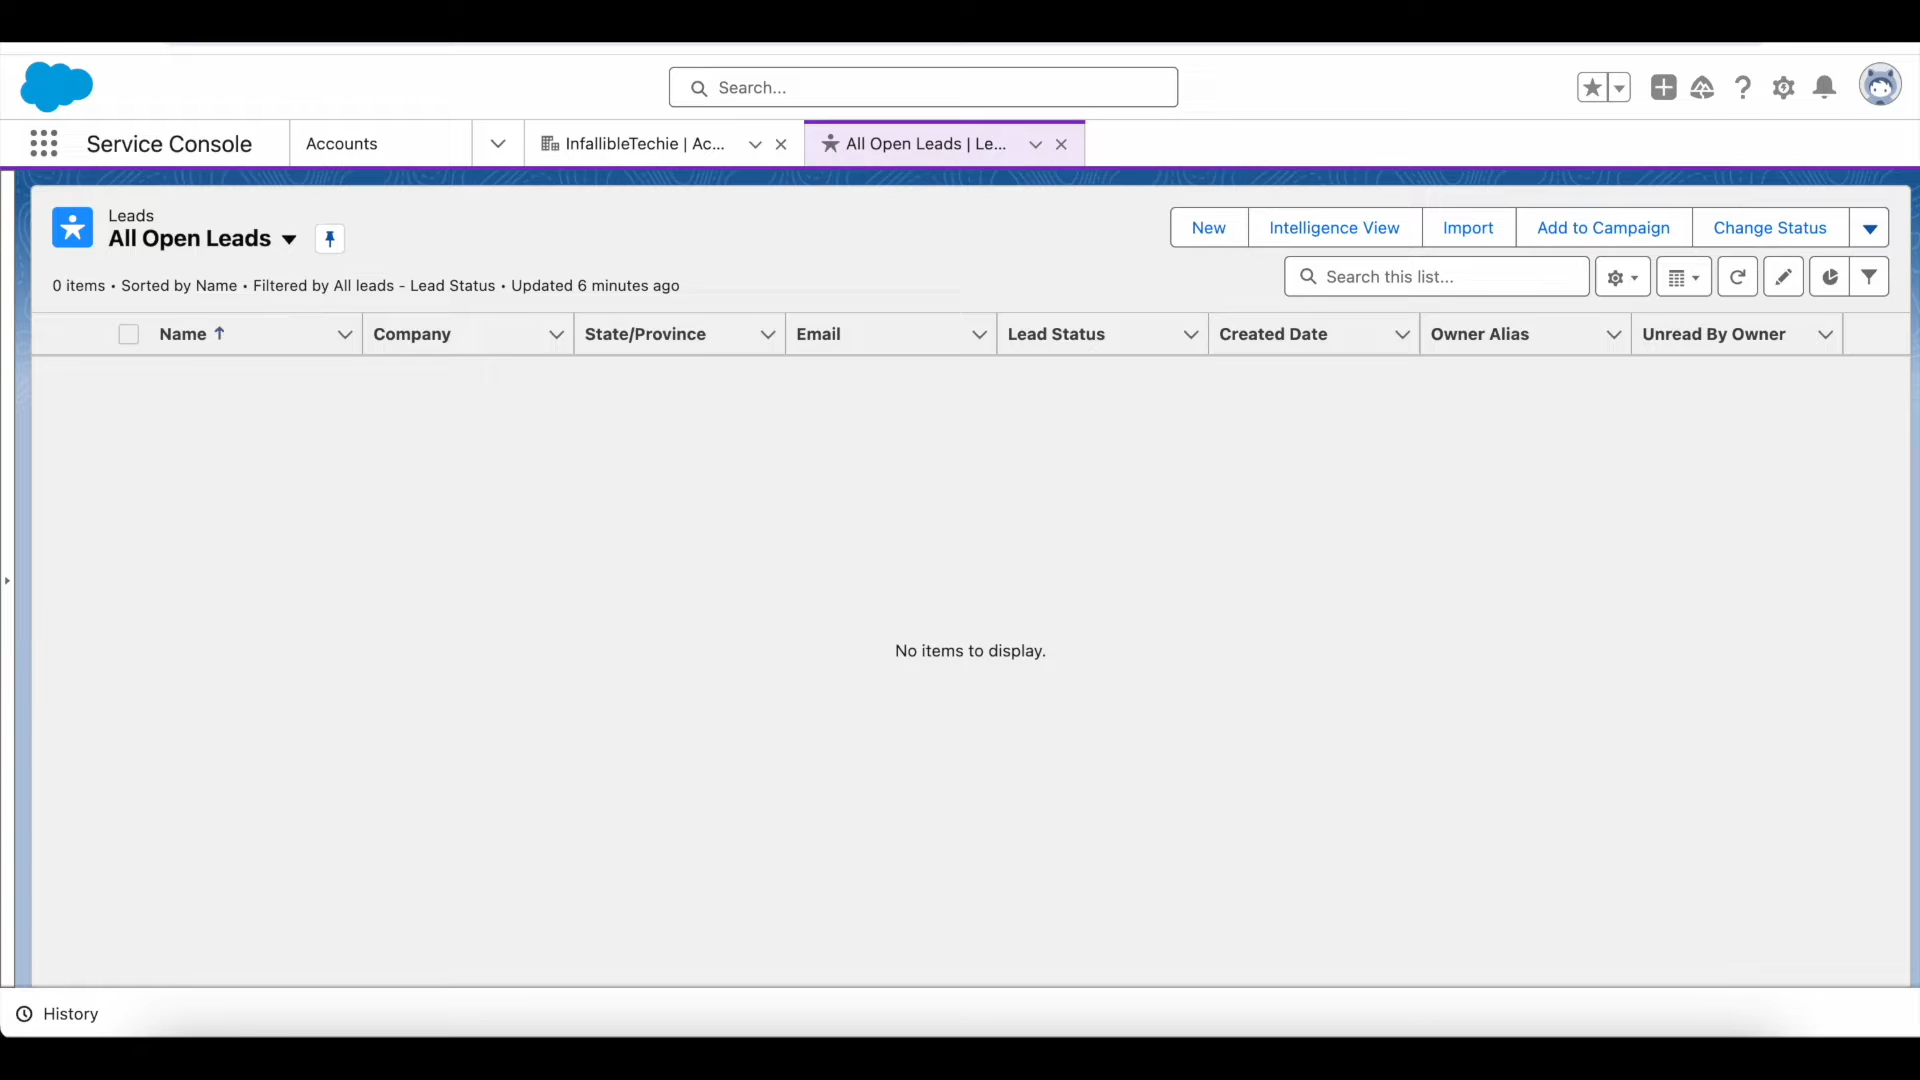 Search...
Service Console
Accounts
InfallibleTechie | Ac...
All Open Leads | Le...
Leads
All Open Leads
New
Intelligence View
Import
Add to Campaign
Change Status
0 items • Sorted by Name • Filtered by All leads - Lead Status • Updated 6 minutes ago
Search this list...
Name
Company
State/Province
Email
Lead Status
Created Date
Owner Alias
Unread By Owner
No items to display.
History